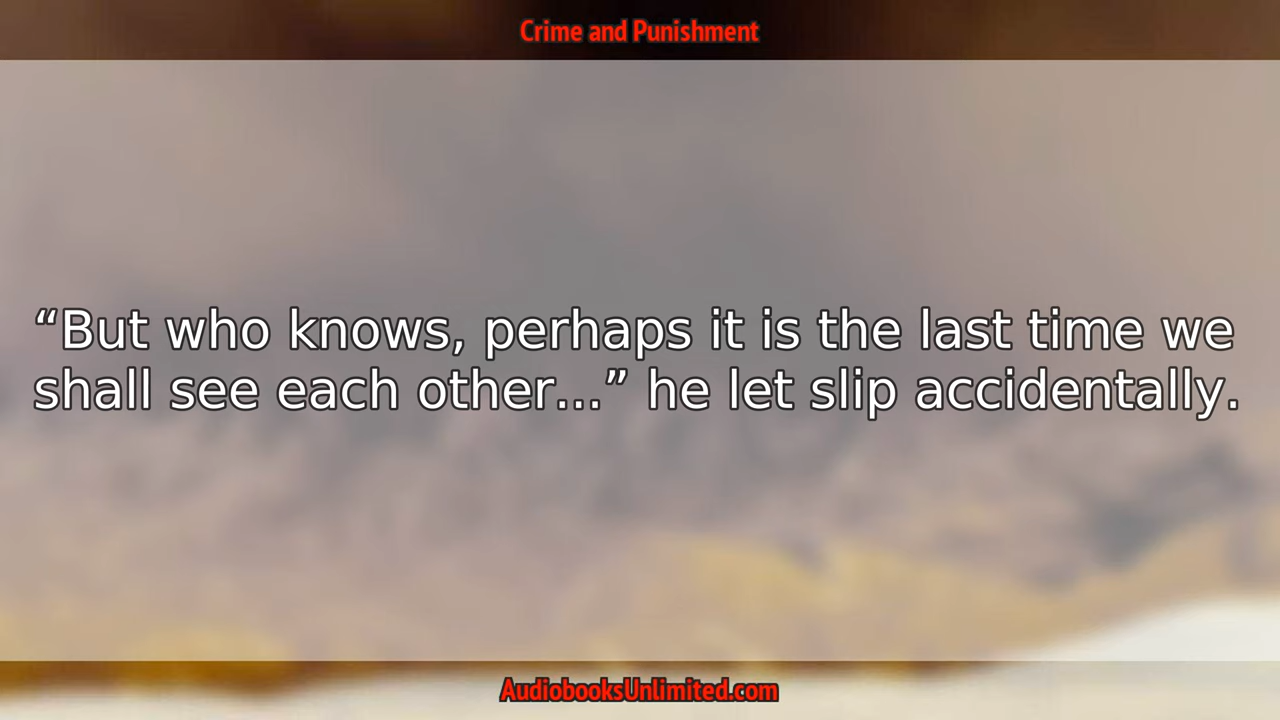 Crime and Punishment
“But who knows, perhaps it is the last time we
shall see each other...” he let slip accidentally.
AudiobooksUnlimited.com